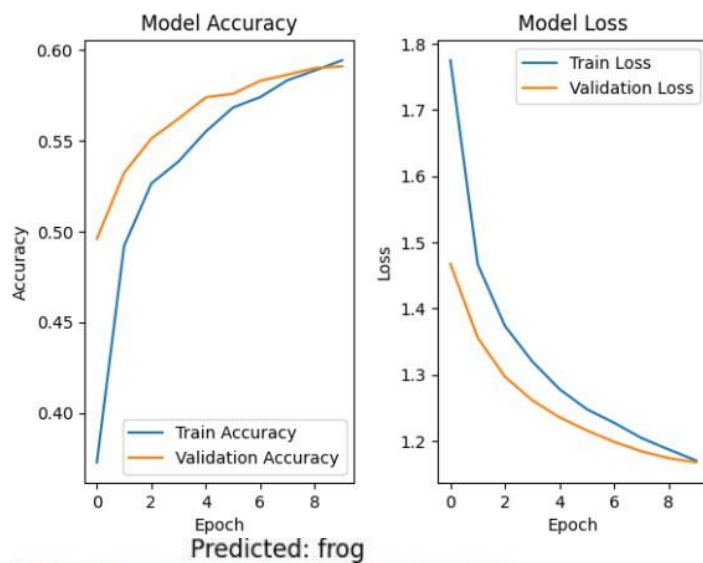 Model Accuracy
0.60
0.55
0.50
0.45
0.40
Accuracy
Train Accuracy
Validation Accuracy
0
2
4
6
8
Epoch
Model Loss
1.8
1.7
1.6
1.5
1.4
1.3
1.2
Loss
Train Loss
Validation Loss
0
2
4
6
8
Epoch
Predicted: frog